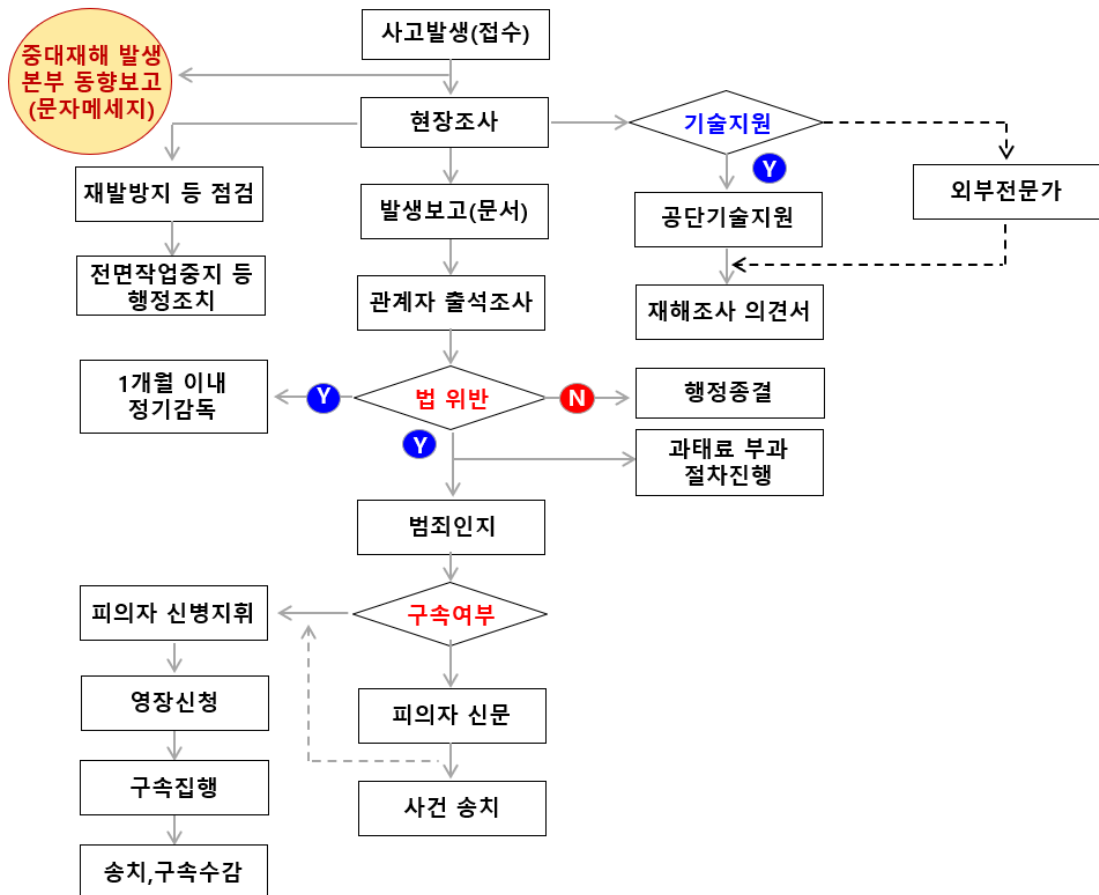 사고발생(접수)
중대재해 발생
본부 동향보고
(문자메세지)
현장조사
기술지원
Y
재발방지 등 점검
발생보고(문서)
공단기술지원
외부전문가
전면작업중지 등
행정조치
관계자 출석조사
재해조사 의견서
1개월 이내
정기감독
Y
법 위반
N
행정종결
Y
과태료 부과
절차진행
범죄인지
피의자 신병지휘
구속여부
영장신청
피의자 신문
구속집행
사건 송치
송치,구속수감